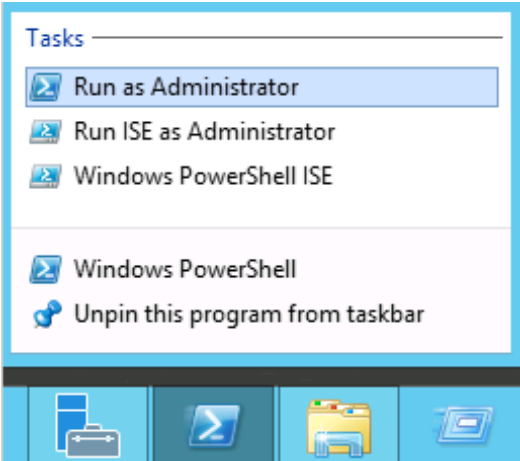 Tasks
Run as Administrator
Run ISE as Administrator
Windows PowerShell ISE
Windows PowerShell
Unpin this program from taskbar